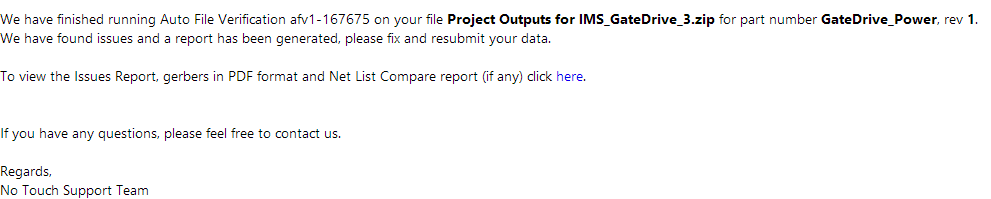 We have finished running Auto File Verification afv1-167675 on your file Project Outputs for IMS_GateDrive_3.zip for part number GateDrive_Power, rev 1.
We have found issues and a report has been generated, please fix and resubmit your data.
To view the Issues Report, gerbers in PDF format and Net List Compare report (if any) click here.
If you have any questions, please feel free to contact us.
Regards,
No Touch Support Team